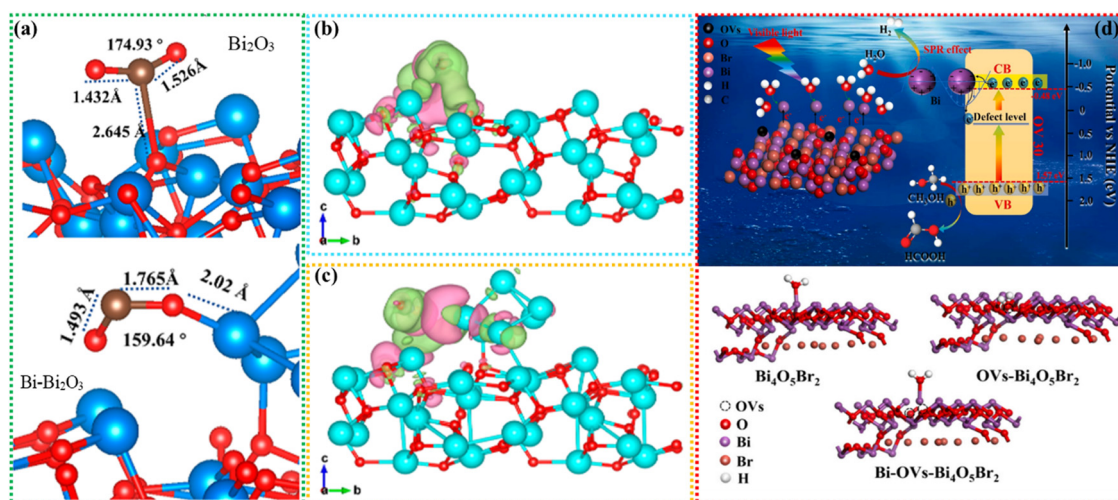 (a)
174.93 °
Bi₂O₃
1.432Å
1.526Å
2.645 Å
1.493Å
1.765Å
2.02 Å
159.64 °
Bi-Bi₂O₃
(b)
c
a
b
(c)
c
a
b
(d)
OVs
O
Br
Bi
H
C
Visible light
H₂
H₂O
SPR effect
Bi
CB
Defect level
OV-30
VB
h⁺ h⁺ h⁺ h⁺ h⁺ h⁺
CH₃OH
HCOOH
-1.0
-0.5
0
0.5
1.0
1.5
2.0
Potential vs NHE (eV)
Bi₄O₅Br₂
OVs-Bi₄O₅Br₂
OVs
O
Bi
Br
H
Bi-OVs-Bi₄O₅Br₂